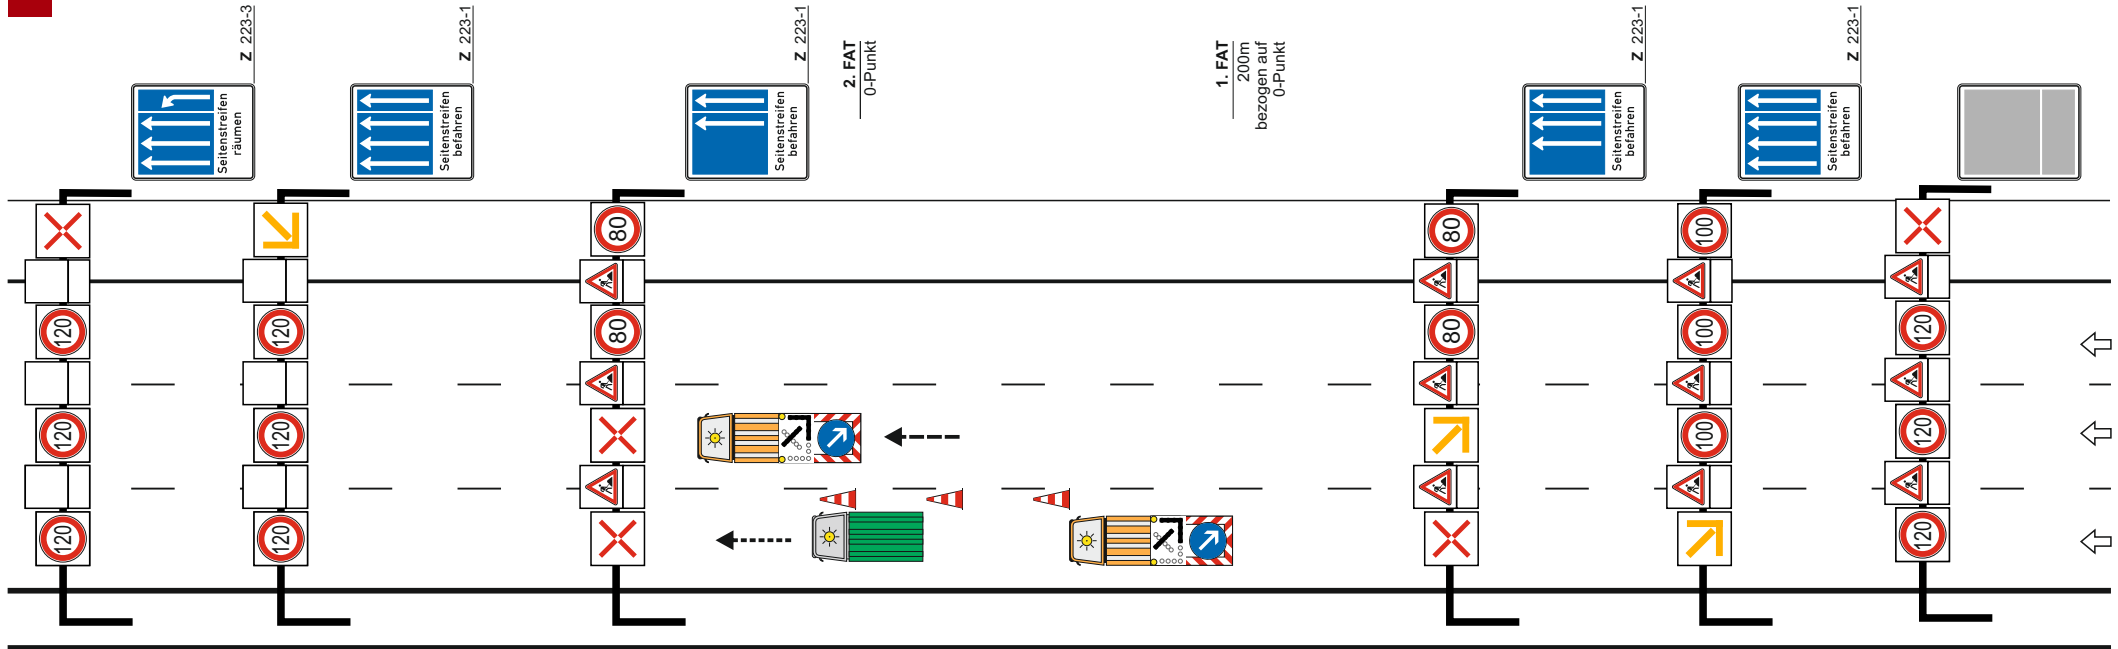 Z 223-3
Seitenstreifen
räumen
Z 223-1
Seitenstreifen
befahren
Z 223-1
Seitenstreifen
befahren
2. FAT
0-Punkt
1. FAT
200m
bezogen auf
0-Punkt
Z 223-1
Seitenstreifen
befahren
Z 223-1
Seitenstreifen
befahren
120
120
120
120
120
120
80
80
80
80
100
100
100
120
120
120